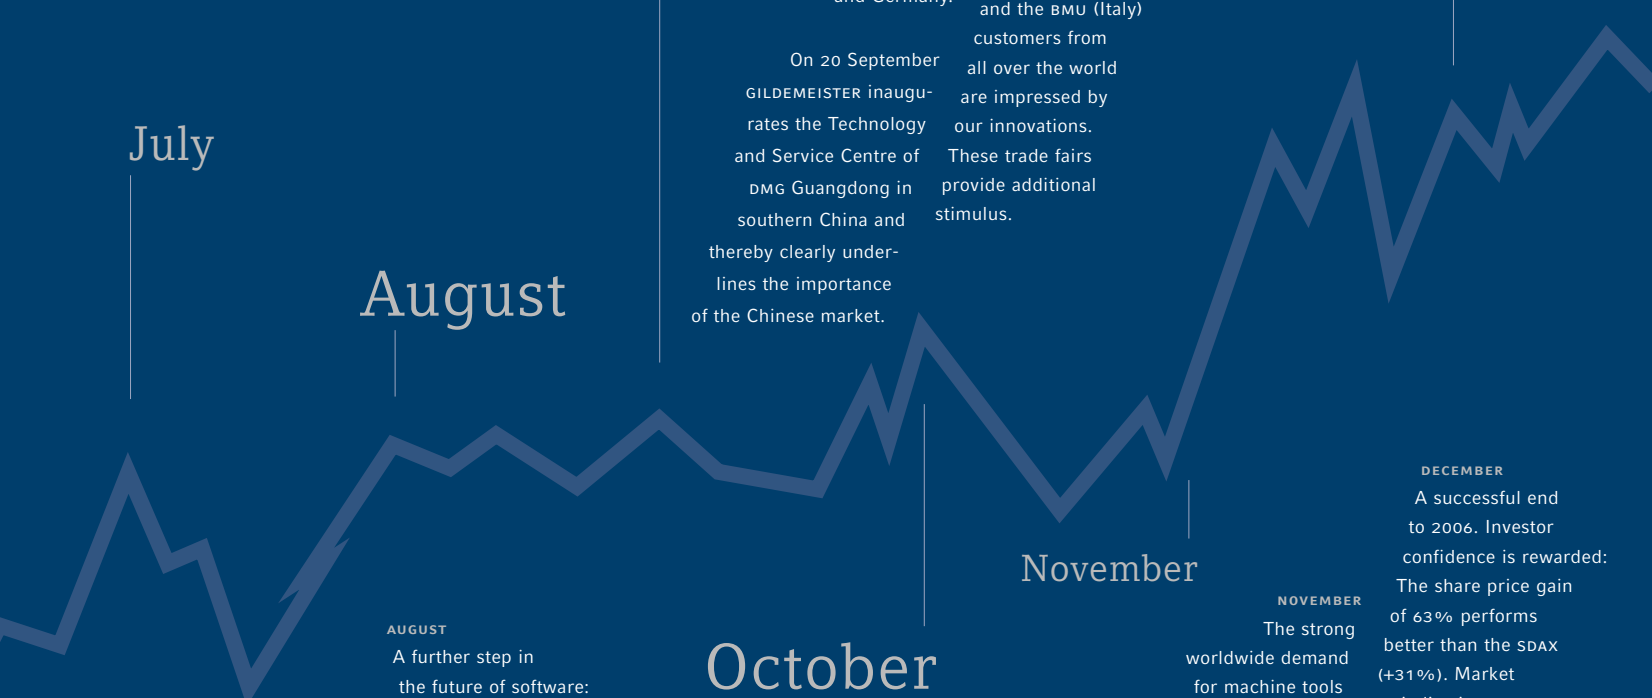 July
August
and Germany.
On 20 September
GILDEMEISTER inaugu-
rates the Technology
and Service Centre of
DMG Guangdong in
southern China and
thereby clearly under-
lines the importance
of the Chinese market.
and the BMU (Italy)
customers from
all over the world
are impressed by
our innovations.
These trade fairs
provide additional
stimulus.
AUGUST
A further step in
the future of software:
October
November
NOVEMBER
The strong
worldwide demand
for machine tools
DECEMBER
A successful end
to 2006. Investor
confidence is rewarded:
The share price gain
of 63% performs
better than the SDAX
(+31%). Market